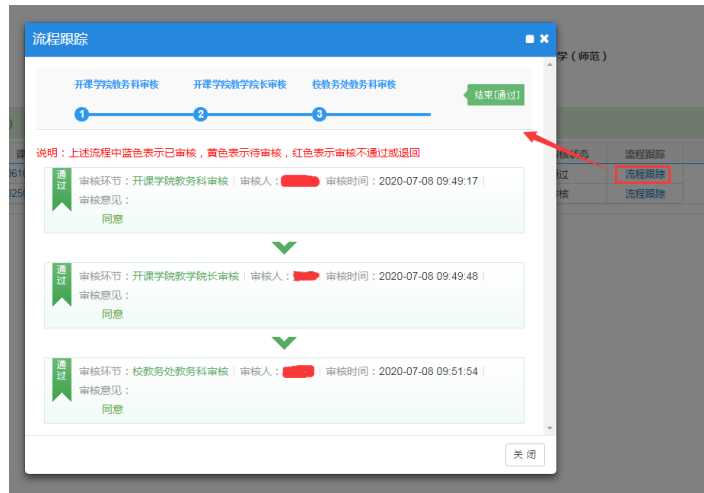 流程跟踪
学（师范）
开课学院教务科审核
开课学院教学院长审核
校教务处教务科审核
结束[通过]
1
2
3
说明：上述流程中蓝色表示已审核，黄色表示待审核，红色表示审核不通过或退回
流程跟踪
流程跟踪
流程跟踪
通过
审核环节：开课学院教务科审核 | 审核人： | 审核时间：2020-07-08 09:49:17 |
审核意见：
同意
通过
审核环节：开课学院教学院长审核 | 审核人： | 审核时间：2020-07-08 09:49:48 |
审核意见：
同意
通过
审核环节：校教务处教务科审核 | 审核人： | 审核时间：2020-07-08 09:51:54 |
审核意见：
同意
关闭